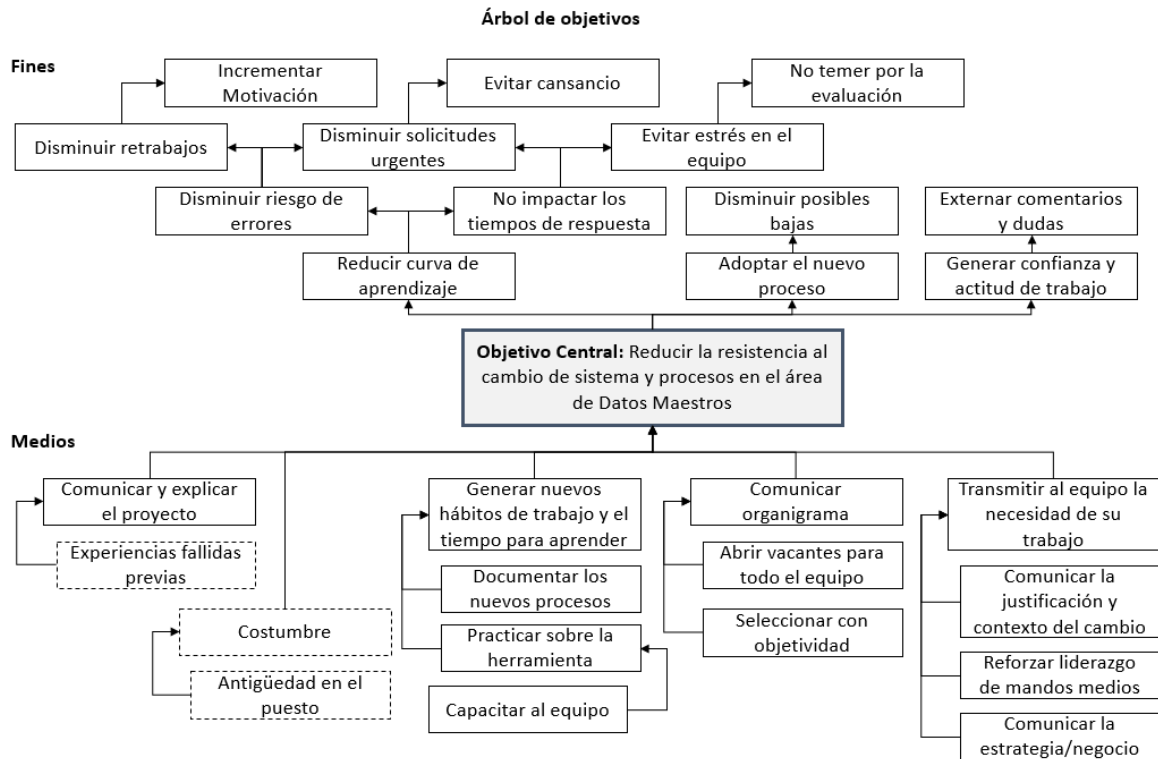 Árbol de objetivos
Fines
Incrementar
Motivación
Evitar cansancio
No temer por la
evaluación
Disminuir retrabajos
Disminuir solicitudes
urgentes
Evitar estrés en el
equipo
Disminuir riesgo de
errores
No impactar los
tiempos de respuesta
Disminuir posibles
bajas
Externar comentarios
y dudas
Reducir curva de
aprendizaje
Adoptar el nuevo
proceso
Generar confianza y
actitud de trabajo
Objetivo Central: Reducir la resistencia al
cambio de sistema y procesos en el área
de Datos Maestros
Medios
Comunicar y explicar
el proyecto
Experiencias fallidas
previas
Costumbre
Antigüedad en el
puesto
Generar nuevos
hábitos de trabajo y el
tiempo para aprender
Documentar los
nuevos procesos
Practicar sobre la
herramienta
Capacitar al equipo
Comunicar
organigrama
Abrir vacantes para
todo el equipo
Seleccionar con
objetividad
Transmitir al equipo la
necesidad de su
trabajo
Comunicar la
justificación y
contexto del cambio
Reforzar liderazgo
de mandos medios
Comunicar la
estrategia/negocio